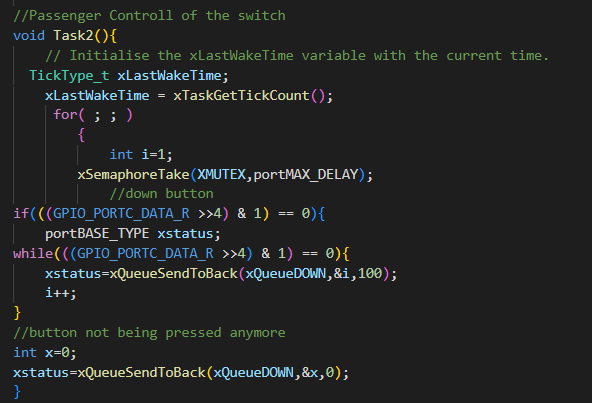 //Passenger Controll of the switch
void Task2(){
// Initialise the xLastWakeTime variable with the current time.
TickType_t xLastWakeTime;
xLastWakeTime = xTaskGetTickCount();
for( ; ; )
{
int i=1;
xSemaphoreTake(XMUTEX,portMAX_DELAY);
//down button
if(((GPIO_PORTC_DATA_R >>4) & 1) == 0){
portBASE_TYPE xstatus;
while(((GPIO_PORTC_DATA_R >>4) & 1) == 0){
xstatus=xQueueSendToBack(xQueueDOWN,&i,100);
i++;
}
//button not being pressed anymore
int x=0;
xstatus=xQueueSendToBack(xQueueDOWN,&x,0);
}